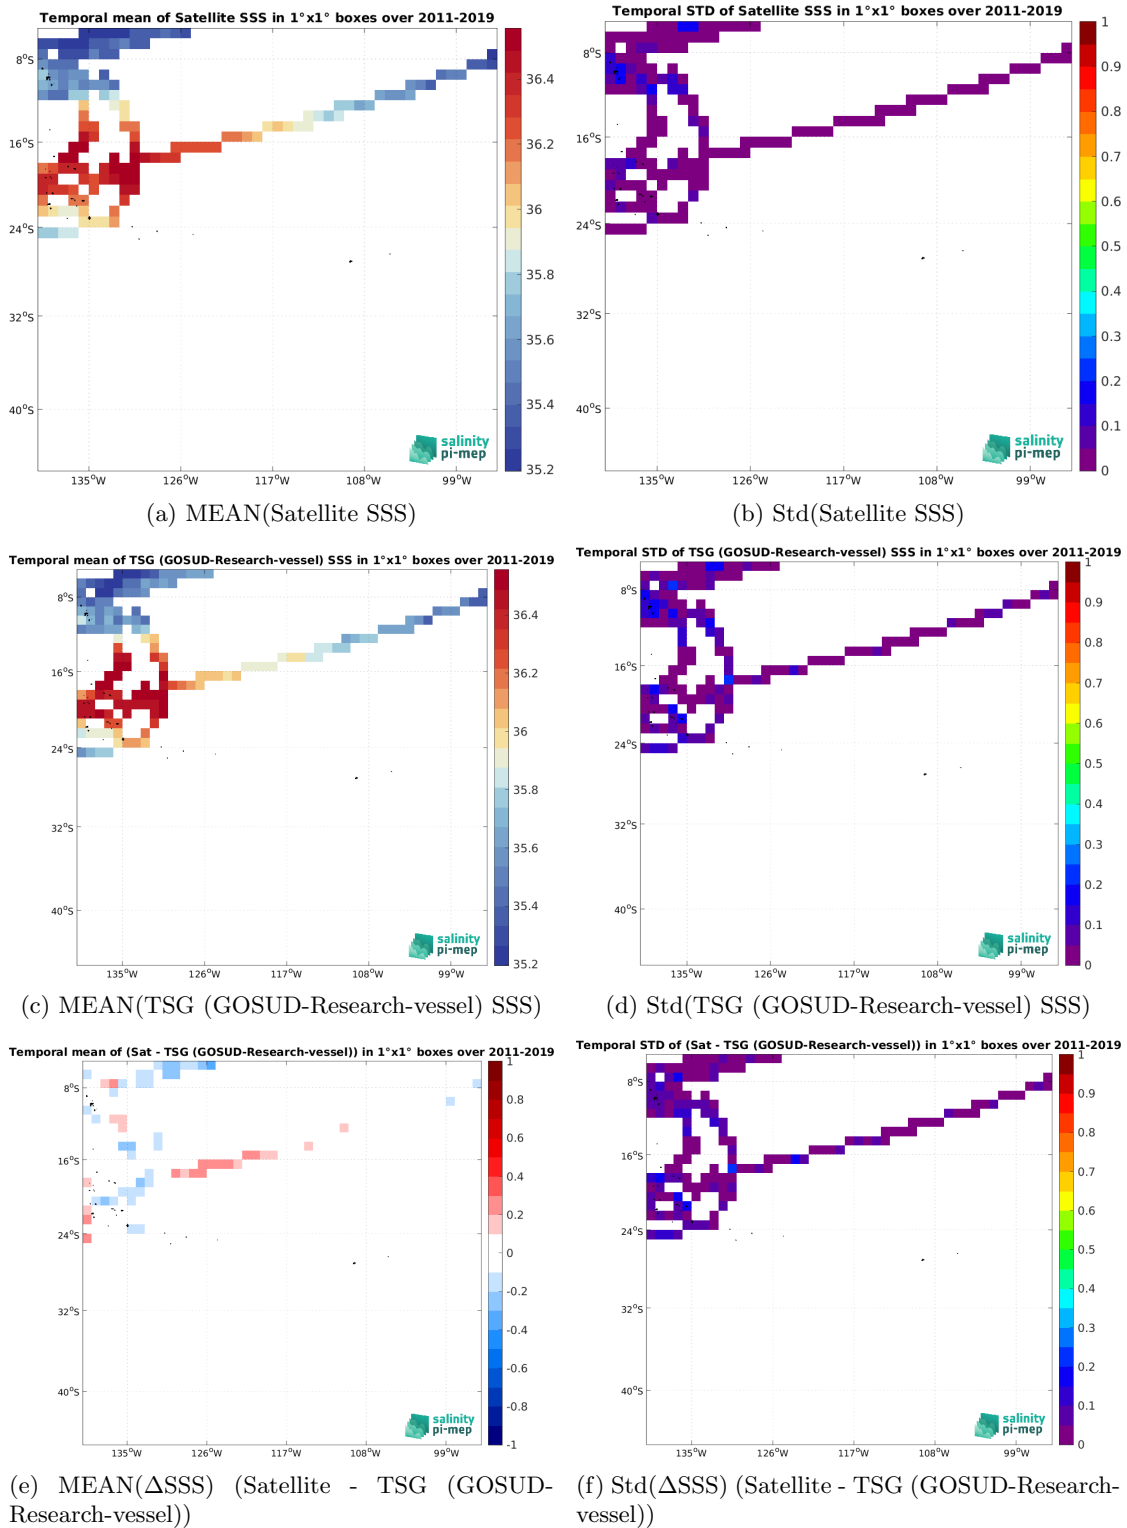 Temporal mean of Satellite SSS in 1°x1° boxes over 2011-2019
8°S
16°S
24°S
32°S
40°S
135°W 126°W 117°W 108°W 99°W
36.4
36.2
36
35.8
35.6
35.4
35.2
salinity
pi-mep
(a) MEAN(Satellite SSS)
Temporal STD of Satellite SSS in 1°x1° boxes over 2011-2019
8°S
16°S
24°S
32°S
40°S
135°W 126°W 117°W 108°W 99°W
1
0.9
0.8
0.7
0.6
0.5
0.4
0.3
0.2
0.1
0
salinity
pi-mep
(b) Std(Satellite SSS)
Temporal mean of TSG (GOSUD-Research-vessel) SSS in 1°x1° boxes over 2011-2019
8°S
16°S
24°S
32°S
40°S
135°W 126°W 117°W 108°W 99°W
36.4
36.2
36
35.8
35.6
35.4
35.2
salinity
pi-mep
(c) MEAN(TSG (GOSUD-Research-vessel) SSS)
Temporal STD of TSG (GOSUD-Research-vessel) SSS in 1°x1° boxes over 2011-2019
8°S
16°S
24°S
32°S
40°S
135°W 126°W 117°W 108°W 99°W
1
0.9
0.8
0.7
0.6
0.5
0.4
0.3
0.2
0.1
0
salinity
pi-mep
(d) Std(TSG (GOSUD-Research-vessel) SSS)
Temporal mean of (Sat - TSG (GOSUD-Research-vessel)) in 1°x1° boxes over 2011-2019
8°S
16°S
24°S
32°S
40°S
135°W 126°W 117°W 108°W 99°W
1
0.8
0.6
0.4
0.2
0
-0.2
-0.4
-0.6
-0.8
-1
salinity
pi-mep
(e) MEAN(ΔSSS) (Satellite - TSG (GOSUD-
Research-vessel))
Temporal STD of (Sat - TSG (GOSUD-Research-vessel)) in 1°x1° boxes over 2011-2019
8°S
16°S
24°S
32°S
40°S
135°W 126°W 117°W 108°W 99°W
1
0.9
0.8
0.7
0.6
0.5
0.4
0.3
0.2
0.1
0
salinity
pi-mep
(f) Std(ΔSSS) (Satellite - TSG (GOSUD-Research-
vessel))